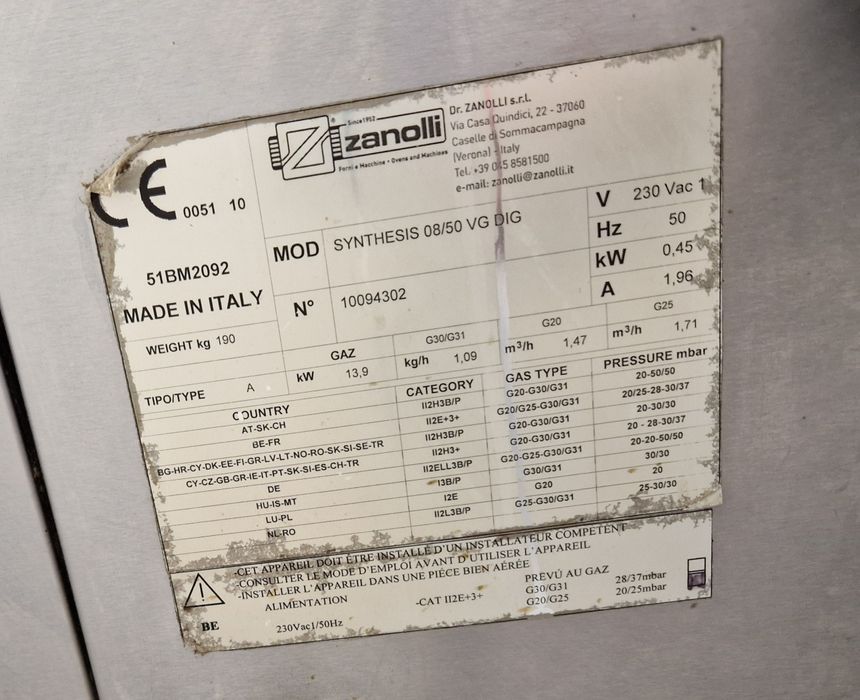 CE 0051 10
51BM2092
MADE IN ITALY
WEIGHT kg 190
Since1952
zanolli
Forni e Macchine - Ovens and Machines
Dr. ZANOLLI s.r.l.
Via Casa Quindici, 22 - 37060
Caselle di Sommacampagna
(Verona) - Italy
Tel. +39 045 8581500
e-mail: zanolli@zanolli.it
MOD SYNTHESIS 08/50 VG DIG
N° 10094302
V 230 Vac 1
Hz 50
kW 0,45
A 1,96
TIPO/TYPE A
GAZ
kW 13,9
G30/G31
kg/h 1,09
G20
m³/h 1,47
G25
m³/h 1,71
COUNTRY CATEGORY GAS TYPE PRESSURE mbar
AT-SK-CH II2H3B/P G20-G30/G31 20-50/50
BE-FR II2E+3+ G20/G25-G30/G31 20/25-28-30/37
BG-HR-CY-DK-EE-FI-GR-LV-LT-NO-RO-SK-SI-SE-TR II2H3B/P G20-G30/G31 20-30/30
CY-CZ-GB-GR-IE-IT-PT-SK-SI-ES-CH-TR II2H3+ G20-G30/G31 20 - 28-30/37
DE II2ELL3B/P G20-G25-G30/G31 20-20-50/50
HU-IS-MT I3B/P G30/G31 30/30
LU-PL I2E G20 20
NL-RO II2L3B/P G25-G30/G31 25-30/30
-CET APPAREIL DOIT ÊTRE INSTALLÉ D'UN INSTALLATEUR COMPÉTENT
-CONSULTER LE MODE D'EMPLOI AVANT D'UTILISER L'APPAREIL
-INSTALLER L'APPAREIL DANS UNE PIÈCE BIEN AÉRÉE
ALIMENTATION -CAT II2E+3+ PREVÛ AU GAZ
G30/G31 28/37mbar
BE 230Vac1/50Hz G20/G25 20/25mbar